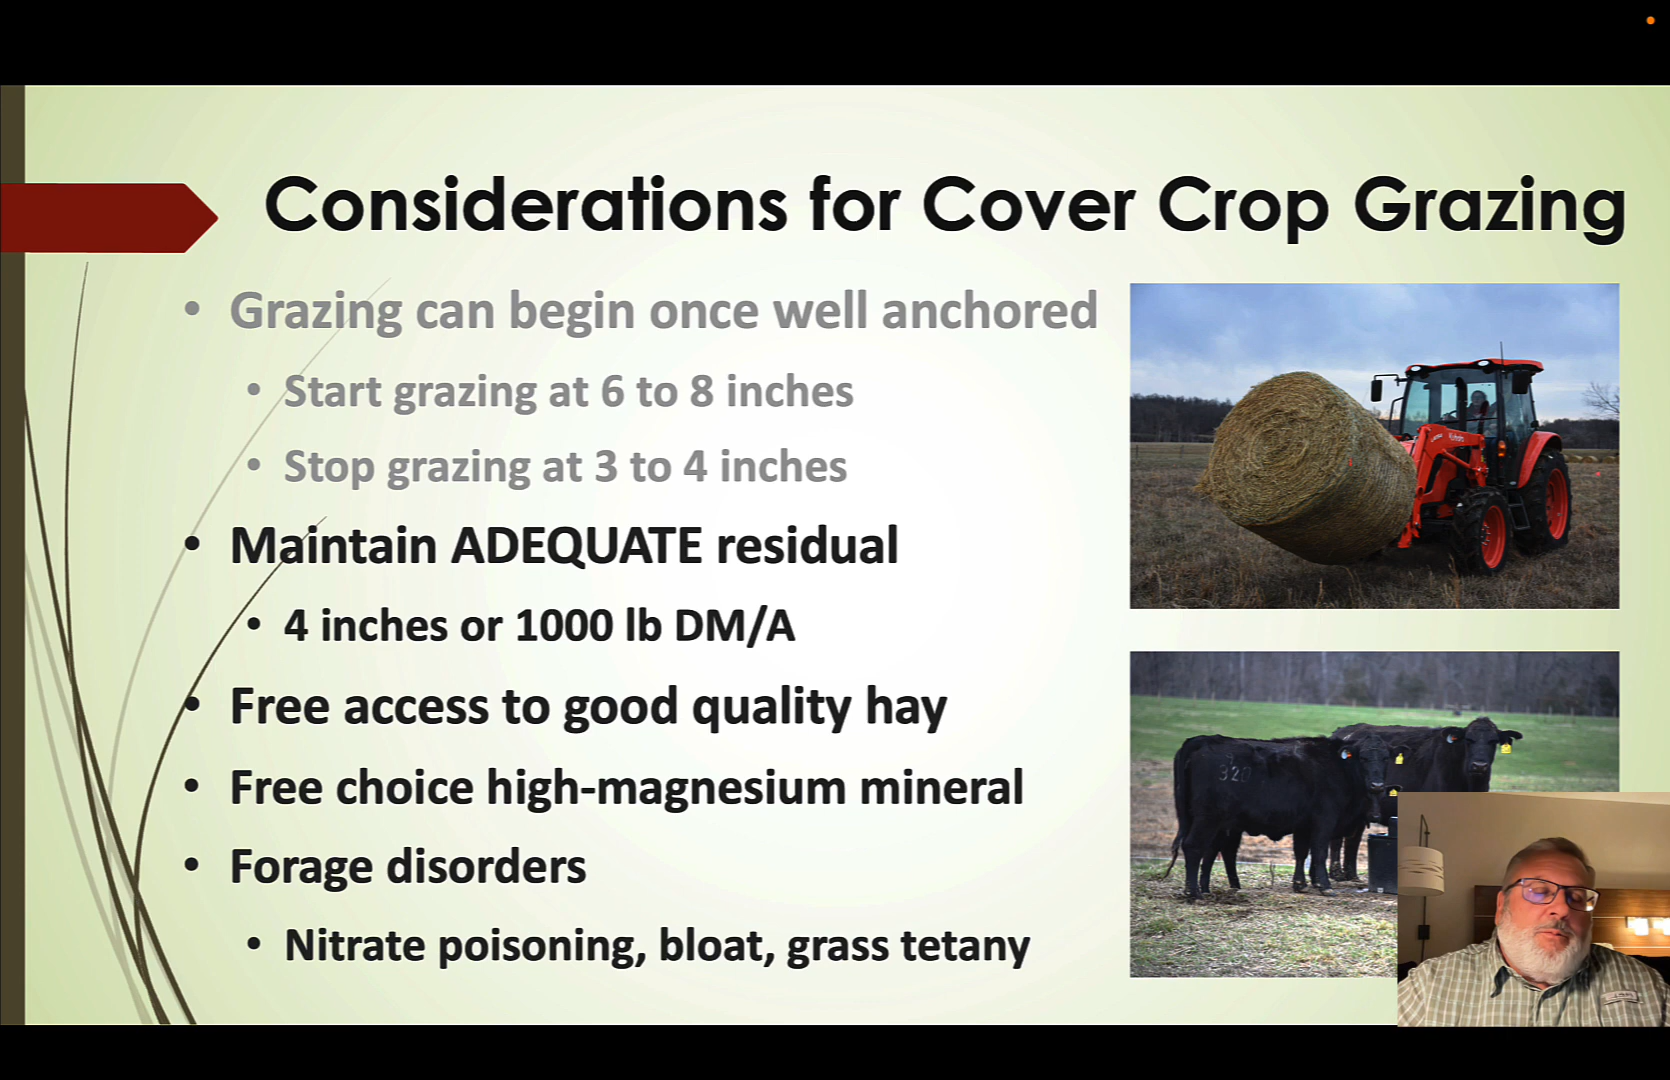 Considerations for Cover Crop Grazing
• Grazing can begin once well anchored
• Start grazing at 6 to 8 inches
• Stop grazing at 3 to 4 inches
• Maintain ADEQUATE residual
• 4 inches or 1000 lb DM/A
• Free access to good quality hay
• Free choice high-magnesium mineral
• Forage disorders
• Nitrate poisoning, bloat, grass tetany
Kubota
320